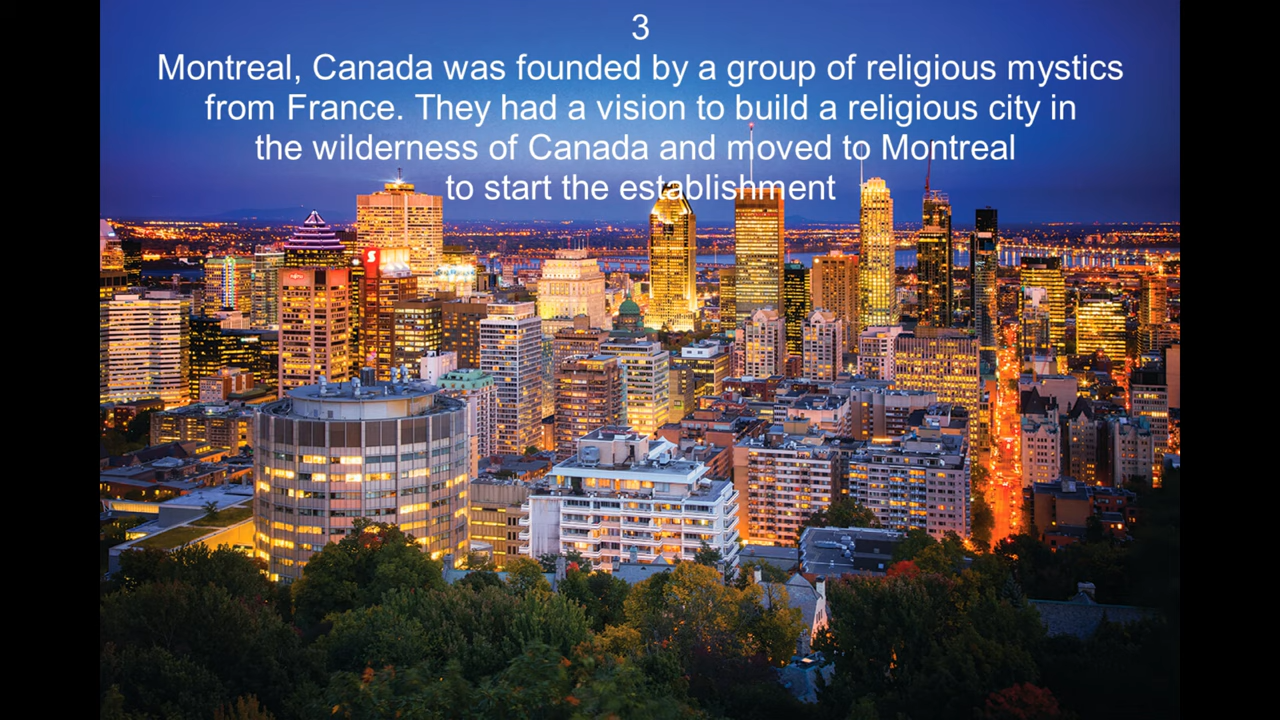 3
Montreal, Canada was founded by a group of religious mystics
from France. They had a vision to build a religious city in
the wilderness of Canada and moved to Montreal
to start the establishment